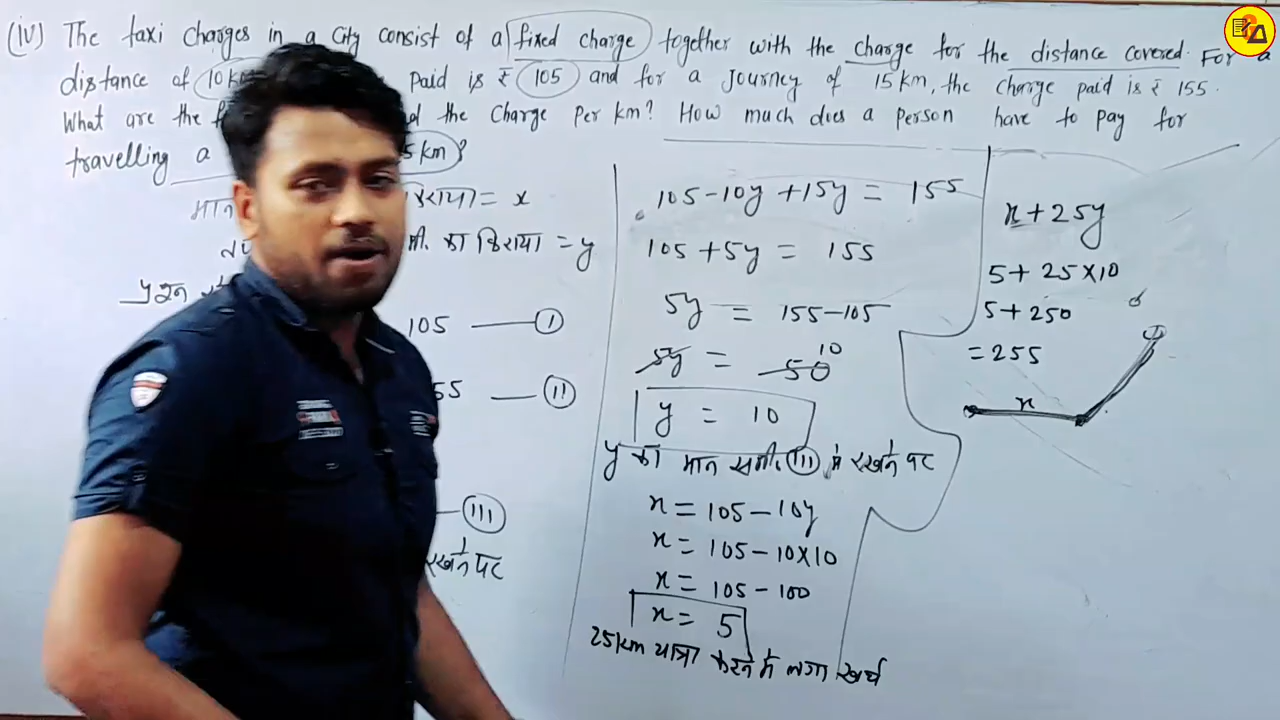 (iv) The taxi charges in a City consist of a fixed charge together with the charge for the distance covered. For a
distance of 10 km paid is ₹ 105 and for a Journey of 15 km, the charge paid is ₹ 155.
What are the the Charge Per km? How much does a Person have to pay for
travelling a 5 km?
मान = x
का किराया = y
प्रश्न
105 — (I)
55 — (II)
— (III)
रखने पर
105-10y +15y = 155
105 +5y = 155
5y = 155-105
5y = 50 10
y = 10
y का मान समी. (III) में रखने पर
x = 105 - 10y
x = 105 - 10×10
x = 105 - 100
x = 5
25 km यात्रा करने में लगा खर्च
x + 25y
5 + 25×10
5 + 250
= 255
x